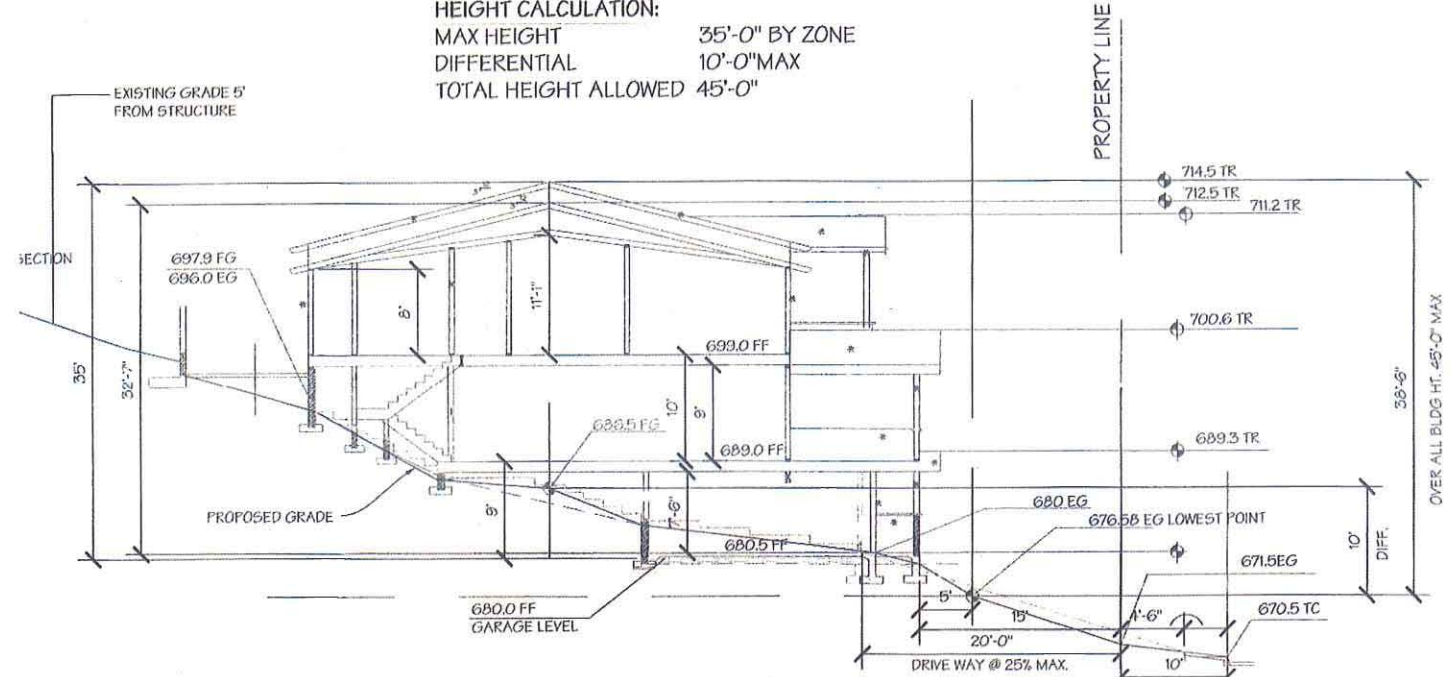 HEIGHT CALCULATION:
MAX HEIGHT 35'-0" BY ZONE
DIFFERENTIAL 10'-0"MAX
TOTAL HEIGHT ALLOWED 45'-0"
PROPERTY LINE
EXISTING GRADE 5'
FROM STRUCTURE
714.5 TR
712.5 TR
711.2 TR
SECTION
697.9 FG
696.0 EG
8'
11'-1"
700.6 TR
699.0 FF
35'
32'-7"
10'
9'
38'-6"
OVER ALL BLDG HT. 45'-0" MAX
689.0 FF
689.3 TR
PROPOSED GRADE
9'
7'-6"
680.5 FF
680 EG
676.58 EG LOWEST POINT
10'
DIFF.
671.5EG
680.0 FF
GARAGE LEVEL
5'
15'
20'-0"
670.5 TC
DRIVE WAY @ 25% MAX.
10'